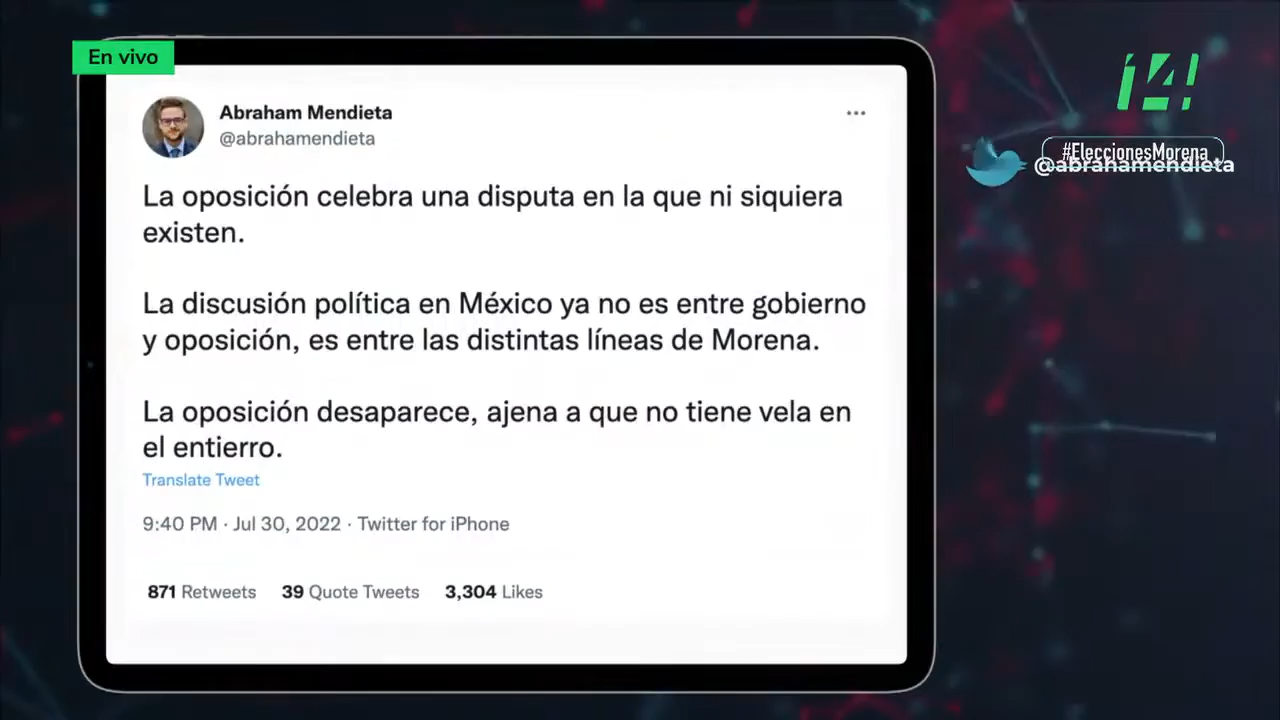 En vivo
Abraham Mendieta
@abrahamendieta
La oposición celebra una disputa en la que ni siquiera
existen.
La discusión política en México ya no es entre gobierno
y oposición, es entre las distintas líneas de Morena.
La oposición desaparece, ajena a que no tiene vela en
el entierro.
Translate Tweet
9:40 PM · Jul 30, 2022 · Twitter for iPhone
871 Retweets 39 Quote Tweets 3,304 Likes
14!
#EleccionesMorena
@abrahamendieta